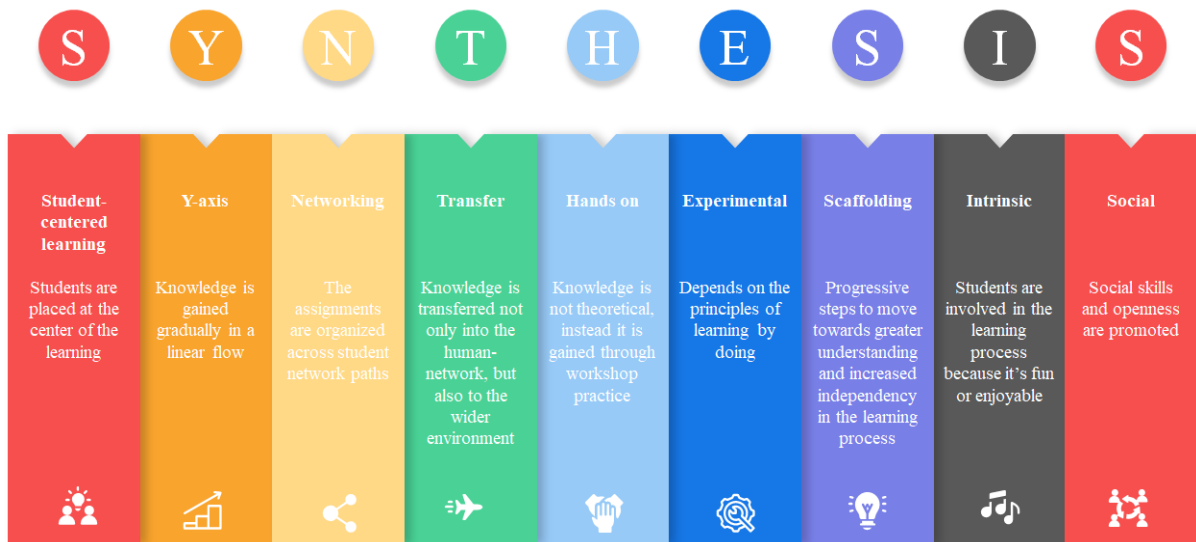 S Y N T H E S I S
Student-
centered
learning
Students are
placed at the
center of the
learning
Y-axis
Knowledge is
gained
gradually in a
linear flow
Networking
The
assignments
are organized
across student
network paths
Transfer
Knowledge is
transferred not
only into the
human-
network, but
also to the
wider
environment
Hands on
Knowledge is
not theoretical,
instead it is
gained through
workshop
practice
Experimental
Depends on the
principles of
learning by
doing
Scaffolding
Progressive
steps to move
towards greater
understanding
and increased
independency
in the learning
process
Intrinsic
Students are
involved in the
learning
process
because it’s fun
or enjoyable
Social
Social skills
and openness
are promoted